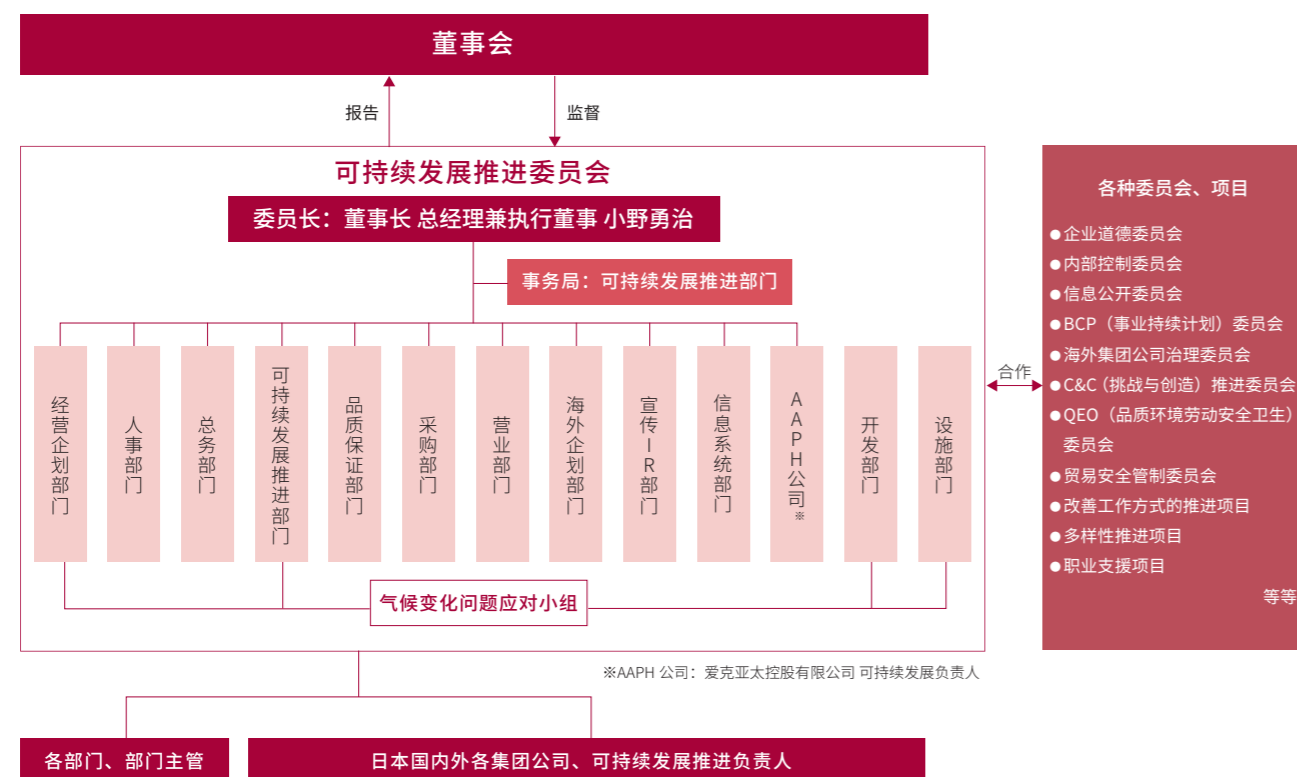 董事会
报告
监督
可持续发展推进委员会
委员长：董事长 总经理兼执行董事 小野勇治
事务局：可持续发展推进部门
经营企划部门
人事部门
总务部门
可持续发展推进部门
品质保证部门
采购部门
营业部门
海外企划部门
宣传IR部门
信息系统部门
AAPH公司※
开发部门
设施部门
气候变化问题应对小组
合作
各种委员会、项目
●企业道德委员会
●内部控制委员会
●信息公开委员会
●BCP（事业持续计划）委员会
●海外集团公司治理委员会
●C&C（挑战与创造）推进委员会
●QEO（品质环境劳动安全卫生）
委员会
●贸易安全管制委员会
●改善工作方式的推进项目
●多样性推进项目
●职业支援项目
等等
※AAPH 公司：爱克亚太控股有限公司 可持续发展负责人
各部门、部门主管
日本国内外各集团公司、可持续发展推进负责人